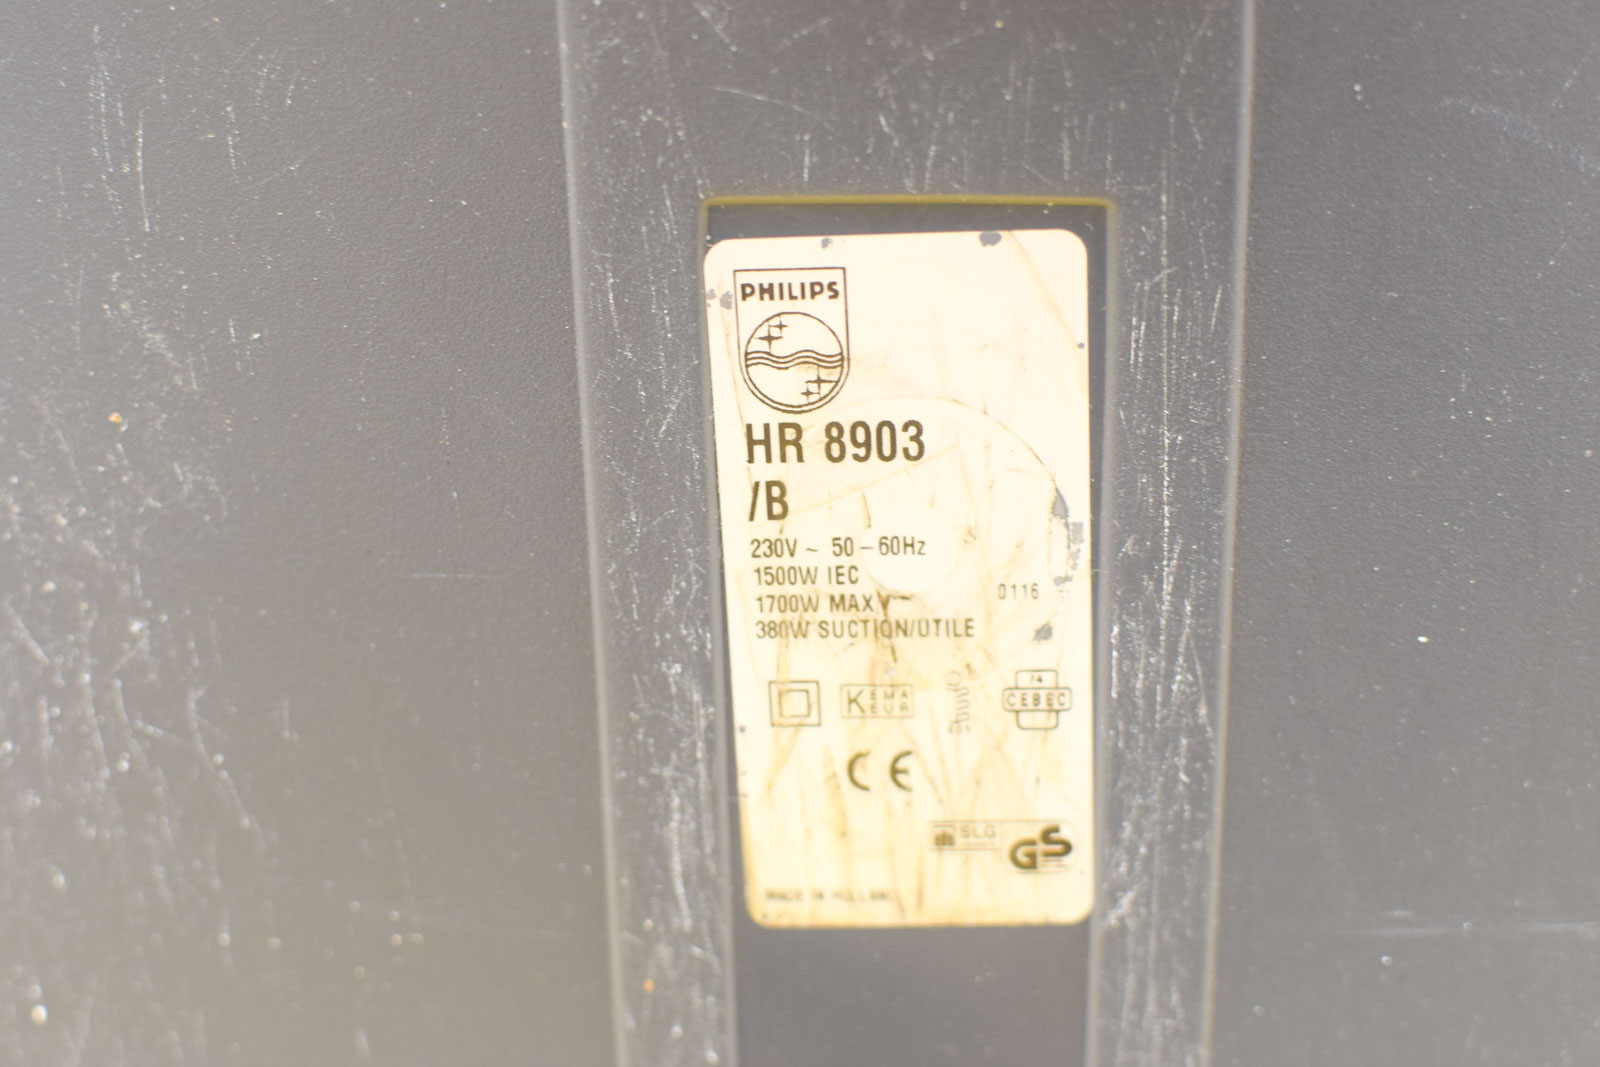 PHILIPS
HR 8903
/B
230V ~ 50 – 60Hz
1500W IEC
1700W MAX
0116
380W SUCTION/UTILE
KEMA
KEUR
14
CEBEC
CE
SLG
GS
MADE IN HOLLAND